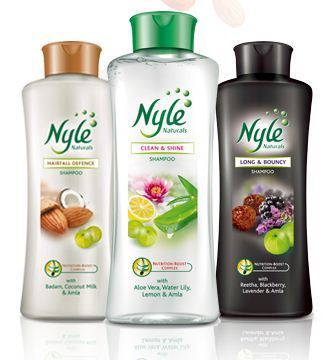 Nyle
Naturals
HAIRFALL DEFENCE
SHAMPOO
NUTRITION-BOOST
COMPLEX
with
Badam, Coconut Milk
& Amla
Nyle
Naturals
CLEAN & SHINE
SHAMPOO
NUTRITION-BOOST
COMPLEX
with
Aloe Vera, Water Lily,
Lemon & Amla
Nyle
Naturals
LONG & BOUNCY
SHAMPOO
NUTRITION-BOOST
COMPLEX
with
Reetha, Blackberry,
Lavender & Amla